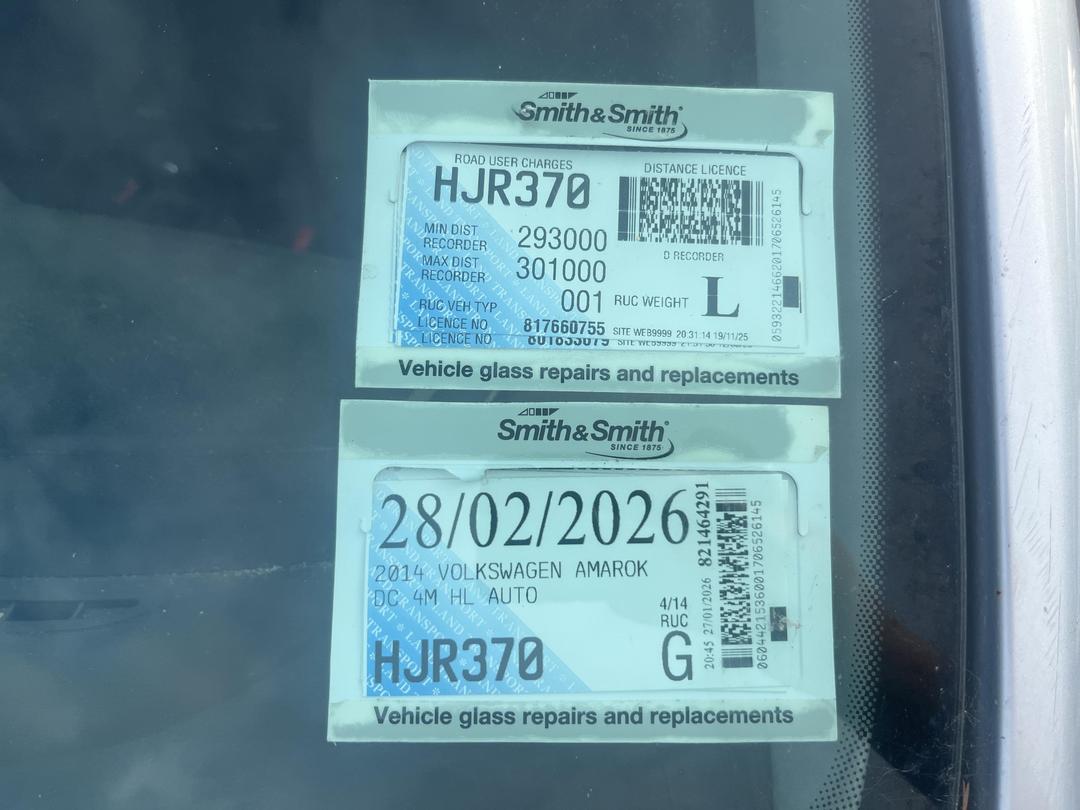 Smith&Smith®
SINCE 1875
ROAD USER CHARGES
DISTANCE LICENCE
HJR370
MIN DIST RECORDER 293000
D RECORDER
MAX DIST RECORDER 301000
RUC VEH TYP 001 RUC WEIGHT L
LICENCE NO 817660755 SITE WEB9999 20:31:14 19/11/25
LICENCE NO 801833079 SITE WEB9999
0593221466201706526145
Vehicle glass repairs and replacements
Smith&Smith®
SINCE 1875
28/02/2026
2014 VOLKSWAGEN AMAROK
DC 4M HL AUTO
4/14
RUC
HJR370 G
20:45 27/01/2026 821464291
0604421536001706526145
Vehicle glass repairs and replacements